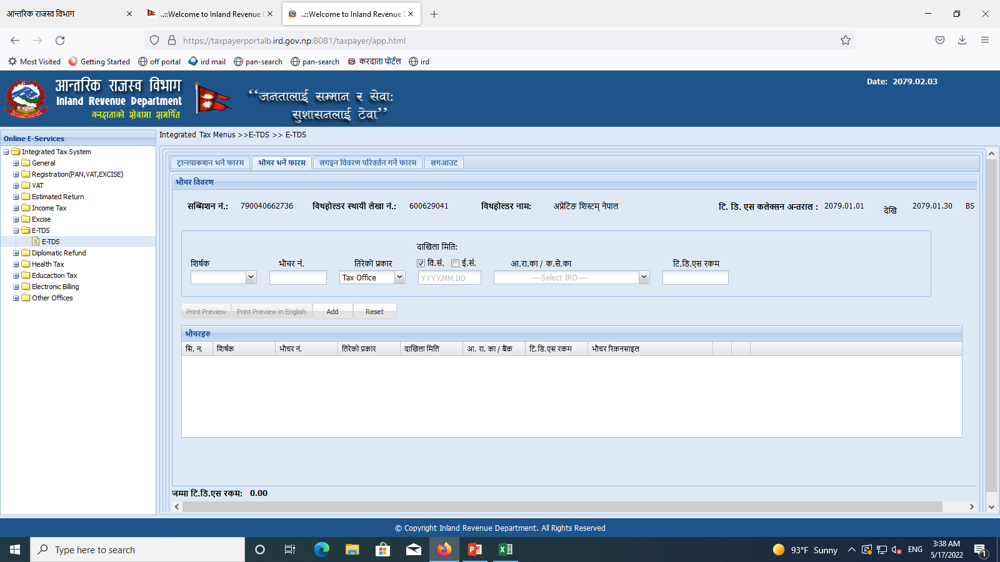 आन्तरिक राजस्व विभाग
..::Welcome to Inland Revenue D
..::Welcome to Inland Revenue D
https://taxpayerportalb.ird.gov.np:8081/taxpayer/app.html
Most Visited Getting Started off portal ird mail pan-search pan-search करदाता पोर्टल ird
आन्तरिक राजस्व विभाग
Inland Revenue Department
करदाताको सेवामा समर्पित
“जनतालाई सम्मान र सेवा:
सुशासनलाई टेवा”
Date: 2079.02.03
Online E-Services
Integrated Tax System
General
Registration(PAN,VAT,EXCISE)
VAT
Estimated Return
Income Tax
Excise
E-TDS
E-TDS
Diplomatic Refund
Health Tax
Educaction Tax
Electronic Billing
Other Offices
Integrated Tax Menus >>E-TDS >> E-TDS
ट्रान्स्याकशन भर्ने फारम भौचर भर्ने फारम लगइन विवरण परिवर्तन गर्ने फारम लगआउट
भौचर विवरण
सब्मिशन नं.: 790040662736 विथहोल्डर स्थायी लेखा नं.: 600629041 विथहोल्डर नाम: अप्रेटिङ शिस्टम् नेपाल टि. डि. एस कलेक्सन अन्तराल : 2079.01.01 देखि 2079.01.30 BS
दाखिला मिति:
शिर्षक भौचर नं. तिरेको प्रकार वि.सं. ई.सं. आ.रा.का / क.से.का टि.डि.एस रकम
Tax Office YYYY.MM.DD ----Select IRO----
Print Preview Print Preview in English Add Reset
भौचरहरु
सि. न. शिर्षक भौचर नं. तिरेको प्रकार दाखिला मिति आ. रा. का / बैंक टि.डि.एस रकम भौचर रिकनसाइल
जम्मा टि.डि.एस रकम: 0.00
© Copyright Inland Revenue Department. All Rights Reserved
Type here to search
93°F Sunny
ENG
3:38 AM
5/17/2022
1